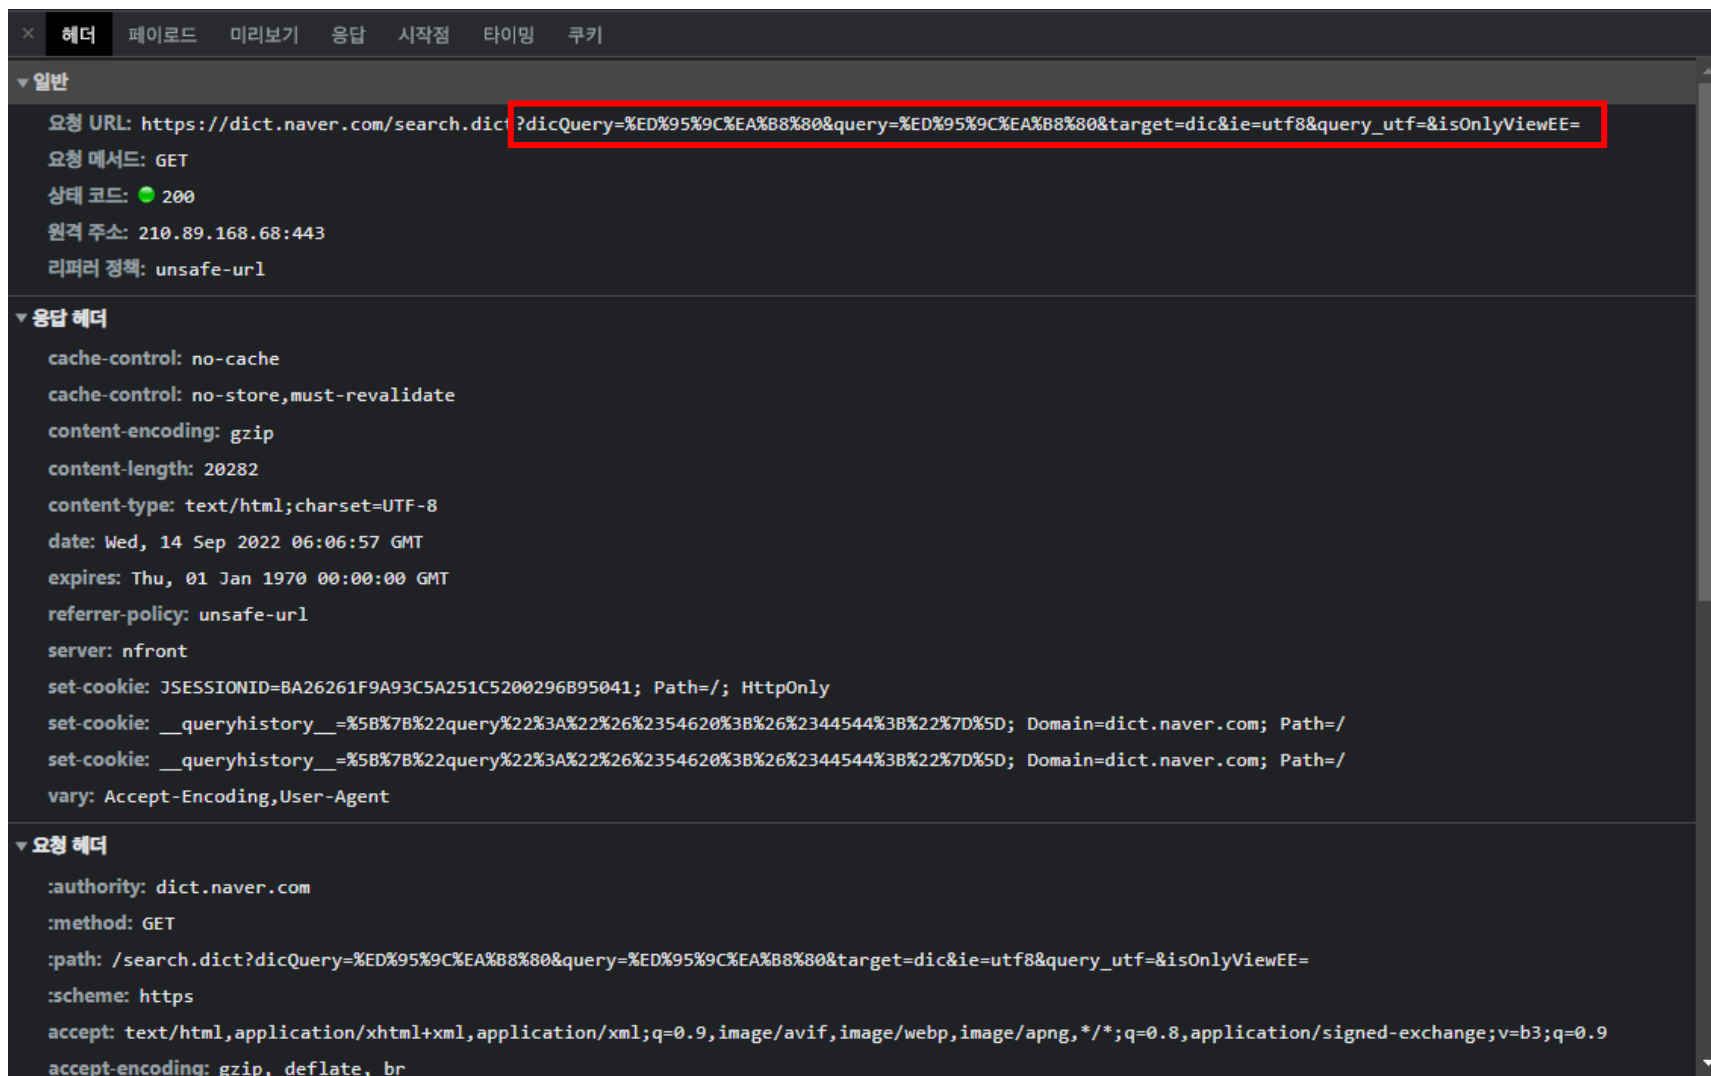 × 헤더 페이로드 미리보기 응답 시작점 타이밍 쿠키
▼일반
요청 URL: https://dict.naver.com/search.dict?dicQuery=%ED%95%9C%EA%B8%80&query=%ED%95%9C%EA%B8%80&target=dic&ie=utf8&query_utf=&isOnlyViewEE=
요청 메서드: GET
상태 코드: 200
원격 주소: 210.89.168.68:443
리퍼러 정책: unsafe-url
▼응답 헤더
cache-control: no-cache
cache-control: no-store,must-revalidate
content-encoding: gzip
content-length: 20282
content-type: text/html;charset=UTF-8
date: Wed, 14 Sep 2022 06:06:57 GMT
expires: Thu, 01 Jan 1970 00:00:00 GMT
referrer-policy: unsafe-url
server: nfront
set-cookie: JSESSIONID=BA26261F9A93C5A251C5200296B95041; Path=/; HttpOnly
set-cookie: __queryhistory__=%5B%7B%22query%22%3A%22%26%2354620%3B%26%2344544%3B%22%7D%5D; Domain=dict.naver.com; Path=/
set-cookie: __queryhistory__=%5B%7B%22query%22%3A%22%26%2354620%3B%26%2344544%3B%22%7D%5D; Domain=dict.naver.com; Path=/
vary: Accept-Encoding,User-Agent
▼요청 헤더
:authority: dict.naver.com
:method: GET
:path: /search.dict?dicQuery=%ED%95%9C%EA%B8%80&query=%ED%95%9C%EA%B8%80&target=dic&ie=utf8&query_utf=&isOnlyViewEE=
:scheme: https
accept: text/html,application/xhtml+xml,application/xml;q=0.9,image/avif,image/webp,image/apng,*/*;q=0.8,application/signed-exchange;v=b3;q=0.9
accept-encoding: gzip, deflate, br